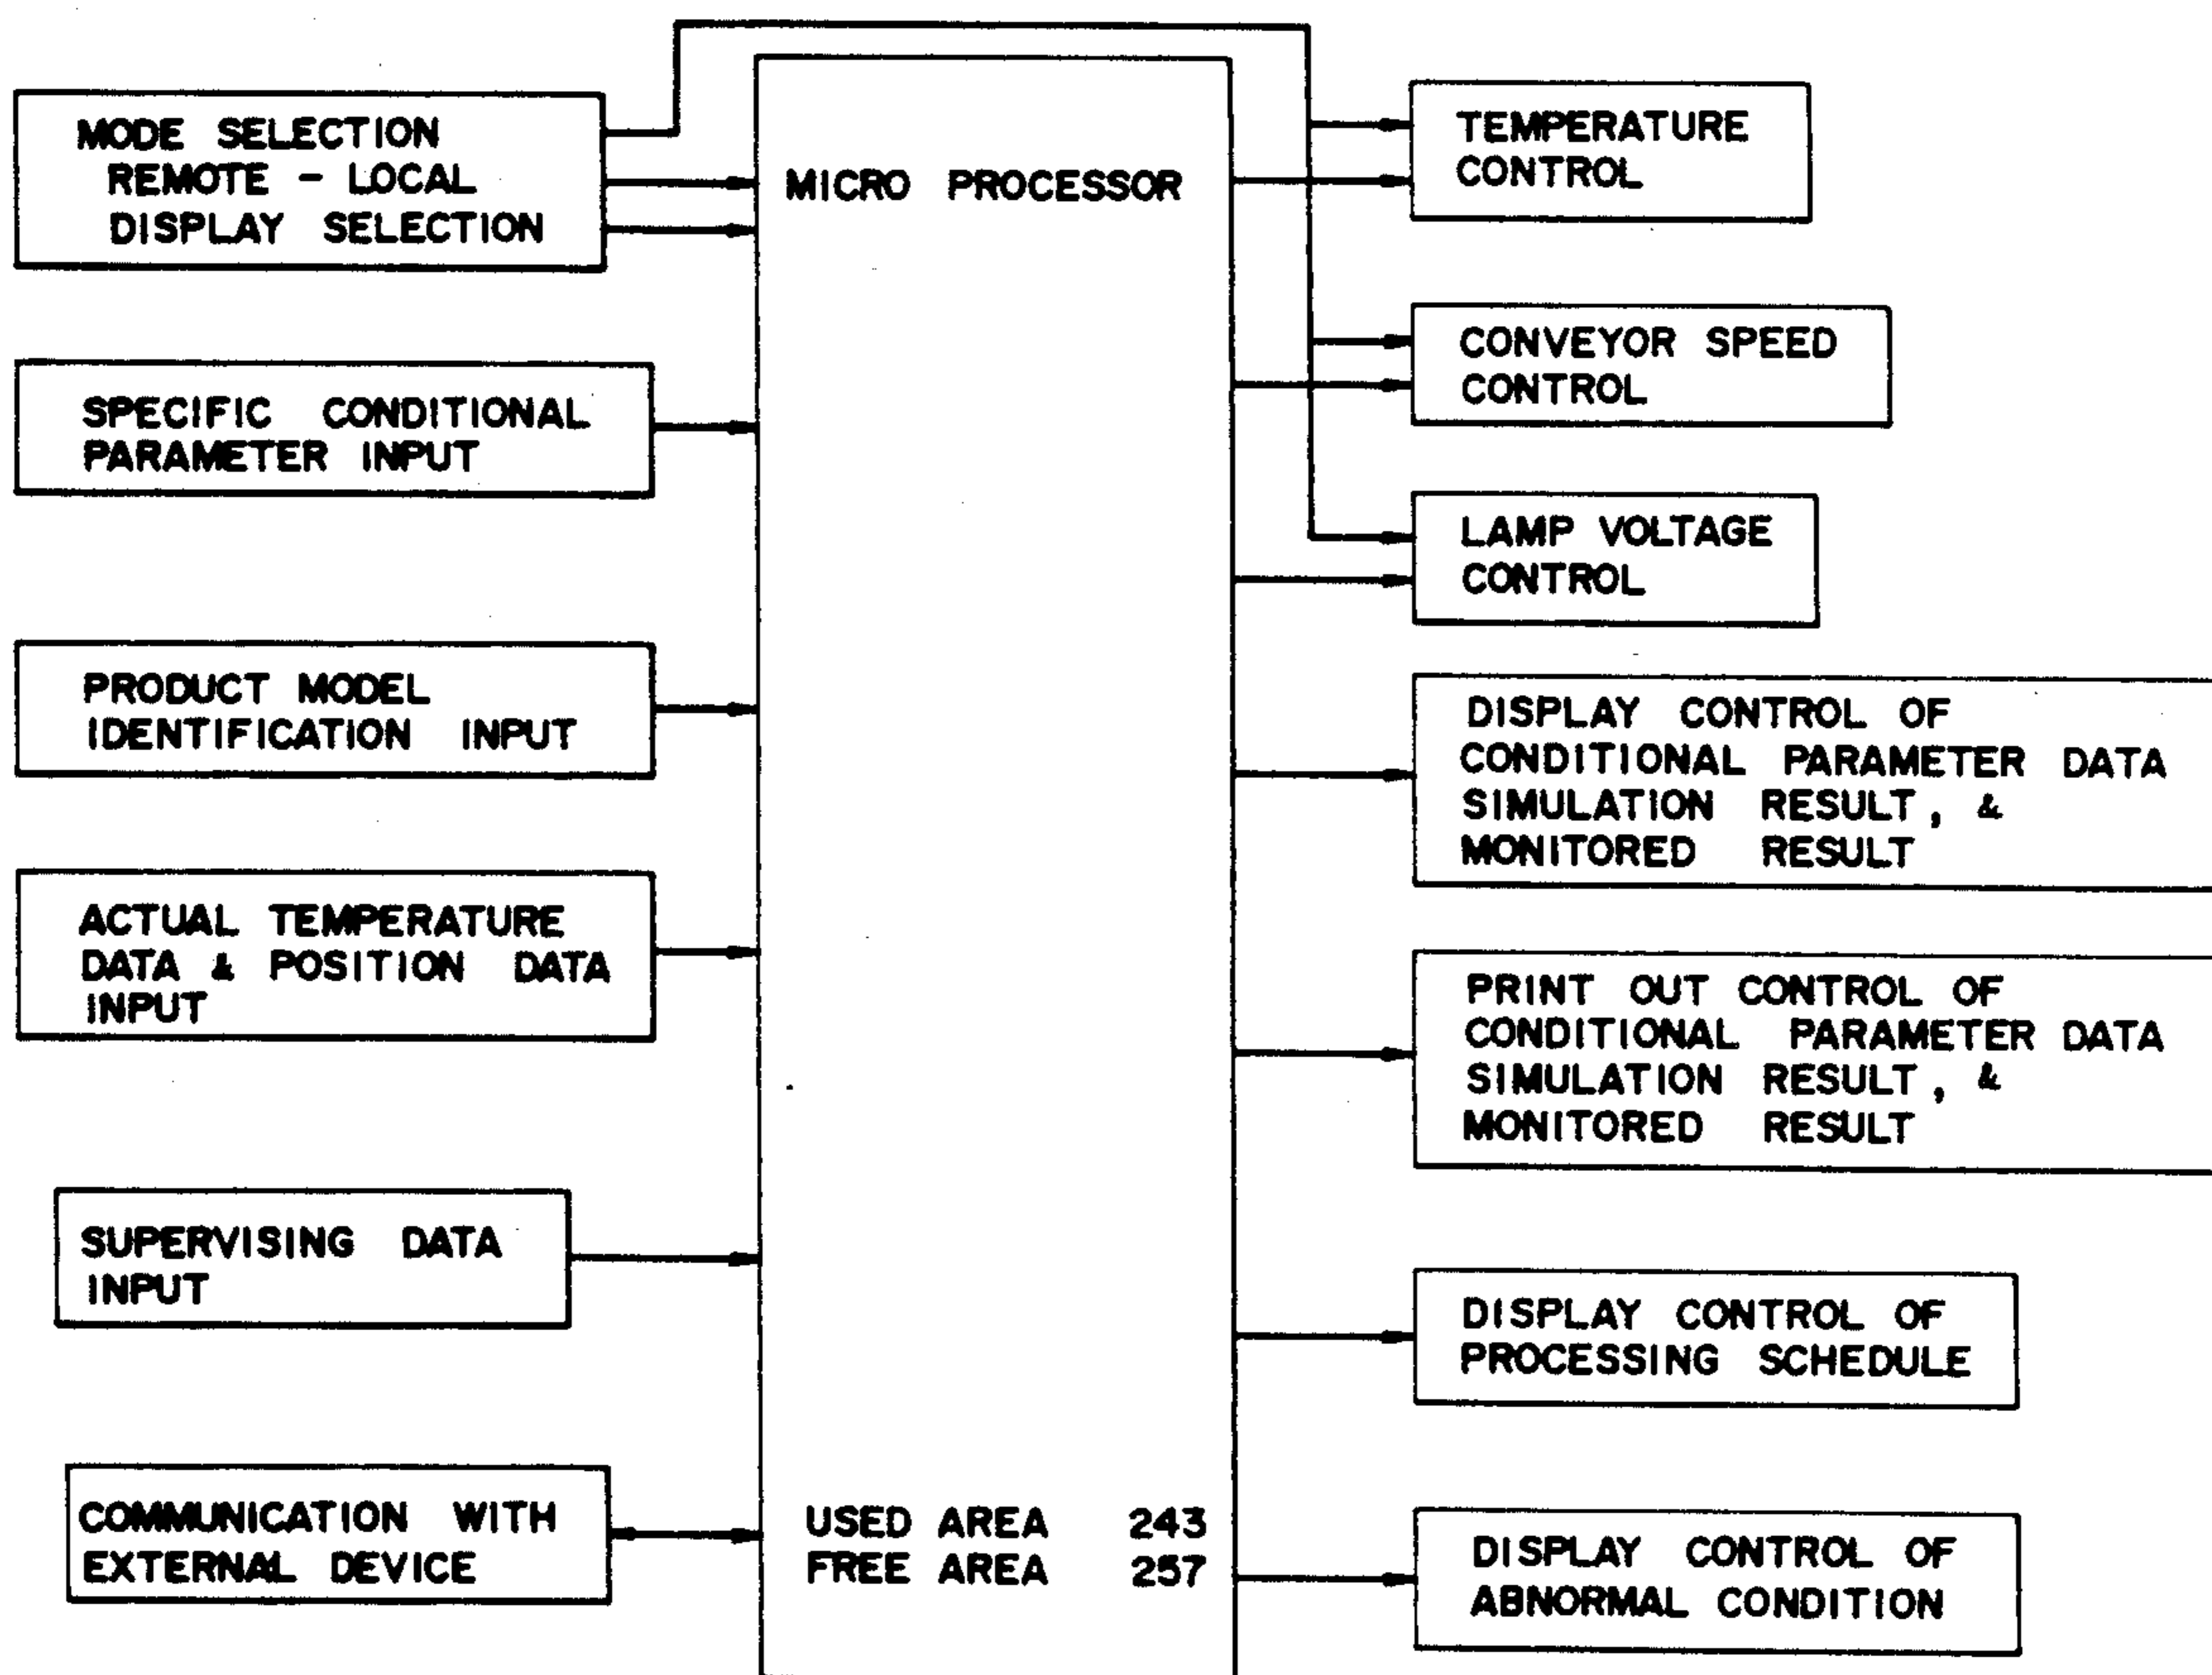 MODE SELECTION
REMOTE - LOCAL
DISPLAY SELECTION
SPECIFIC CONDITIONAL
PARAMETER INPUT
PRODUCT MODEL
IDENTIFICATION INPUT
ACTUAL TEMPERATURE
DATA & POSITION DATA
INPUT
SUPERVISING DATA
INPUT
COMMUNICATION WITH
EXTERNAL DEVICE
MICRO PROCESSOR
USED AREA 243
FREE AREA 257
TEMPERATURE
CONTROL
CONVEYOR SPEED
CONTROL
LAMP VOLTAGE
CONTROL
DISPLAY CONTROL OF
CONDITIONAL PARAMETER DATA
SIMULATION RESULT, &
MONITORED RESULT
PRINT OUT CONTROL OF
CONDITIONAL PARAMETER DATA
SIMULATION RESULT, &
MONITORED RESULT
DISPLAY CONTROL OF
PROCESSING SCHEDULE
DISPLAY CONTROL OF
ABNORMAL CONDITION